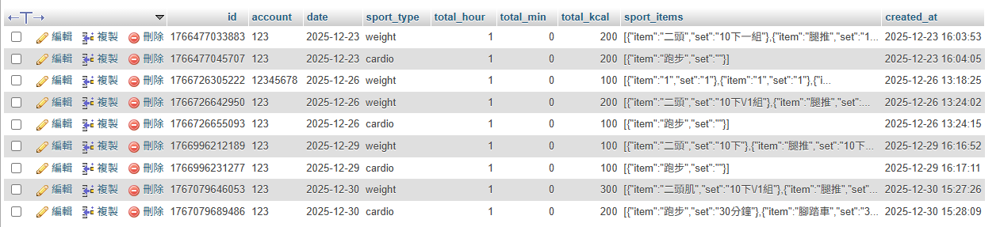 ←T→ id account date sport_type total_hour total_min total_kcal sport_items created_at
編輯 複製 刪除 1766477033883 123 2025-12-23 weight 1 0 200 [{"item":"二頭","set":"10下一組"},{"item":"腿推","set":"1... 2025-12-23 16:03:53
編輯 複製 刪除 1766477045707 123 2025-12-23 cardio 1 0 200 [{"item":"跑步","set":""}] 2025-12-23 16:04:05
編輯 複製 刪除 1766726305222 12345678 2025-12-26 weight 1 0 100 [{"item":"1","set":"1"},{"item":"1","set":"1"},{"i... 2025-12-26 13:18:25
編輯 複製 刪除 1766726642950 123 2025-12-26 weight 1 0 200 [{"item":"二頭","set":"10下\/1組"},{"item":"腿推","set":... 2025-12-26 13:24:02
編輯 複製 刪除 1766726655093 123 2025-12-26 cardio 1 0 100 [{"item":"跑步","set":""}] 2025-12-26 13:24:15
編輯 複製 刪除 1766996212189 123 2025-12-29 weight 1 0 100 [{"item":"二頭","set":"10下"},{"item":"腿推","set":"10下... 2025-12-29 16:16:52
編輯 複製 刪除 1766996231277 123 2025-12-29 cardio 1 0 100 [{"item":"跑步","set":""}] 2025-12-29 16:17:11
編輯 複製 刪除 1767079646053 123 2025-12-30 weight 1 0 300 [{"item":"二頭肌","set":"10下\/1組"},{"item":"腿推","set"... 2025-12-30 15:27:26
編輯 複製 刪除 1767079689486 123 2025-12-30 cardio 1 0 200 [{"item":"跑步","set":"30分鐘"},{"item":"腳踏車","set":"3... 2025-12-30 15:28:09